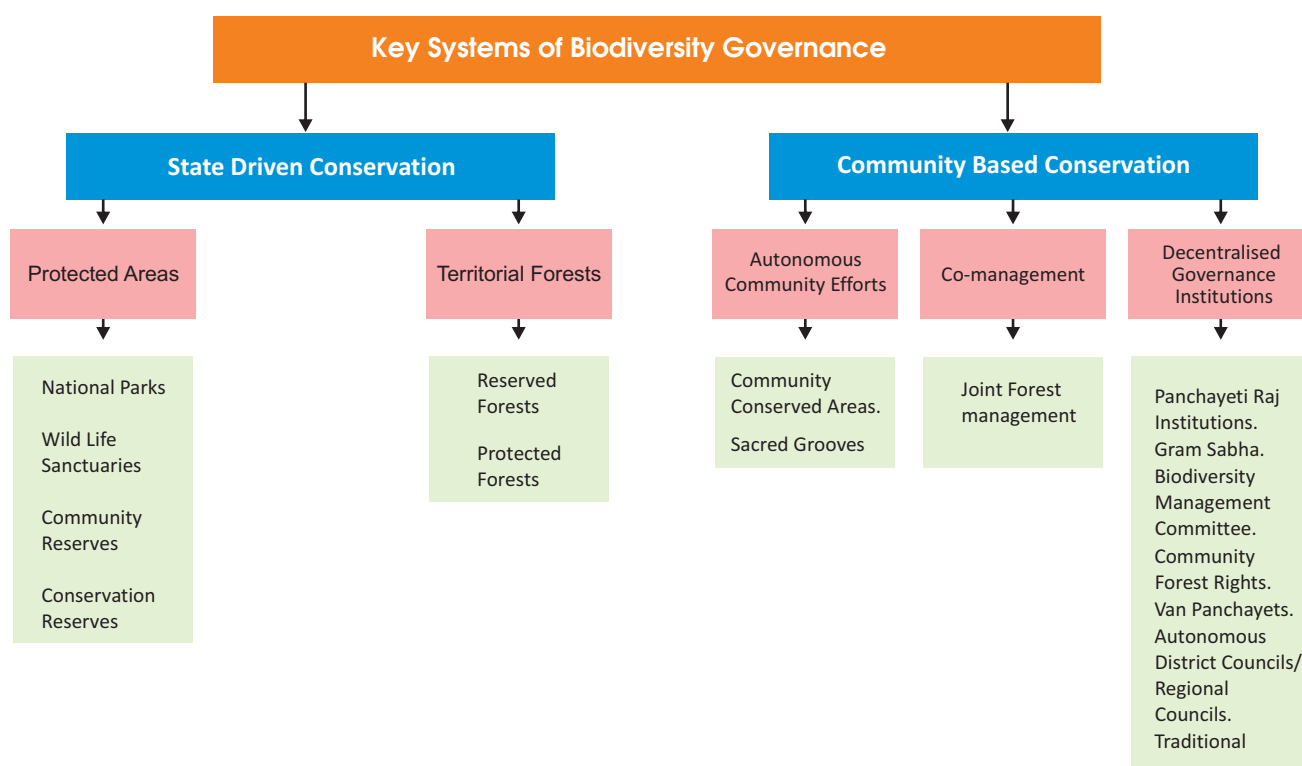 Key Systems of Biodiversity Governance
State Driven Conservation
Community Based Conservation
Protected Areas
Territorial Forests
Autonomous
Community Efforts
Co-management
Decentralised
Governance
Institutions
National Parks
Wild Life
Sanctuaries
Community
Reserves
Conservation
Reserves
Reserved
Forests
Protected
Forests
Community
Conserved Areas.
Sacred Grooves
Joint Forest
management
Panchayeti Raj
Institutions.
Gram Sabha.
Biodiversity
Management
Committee.
Community
Forest Rights.
Van Panchayets.
Autonomous
District Councils/
Regional
Councils.
Traditional